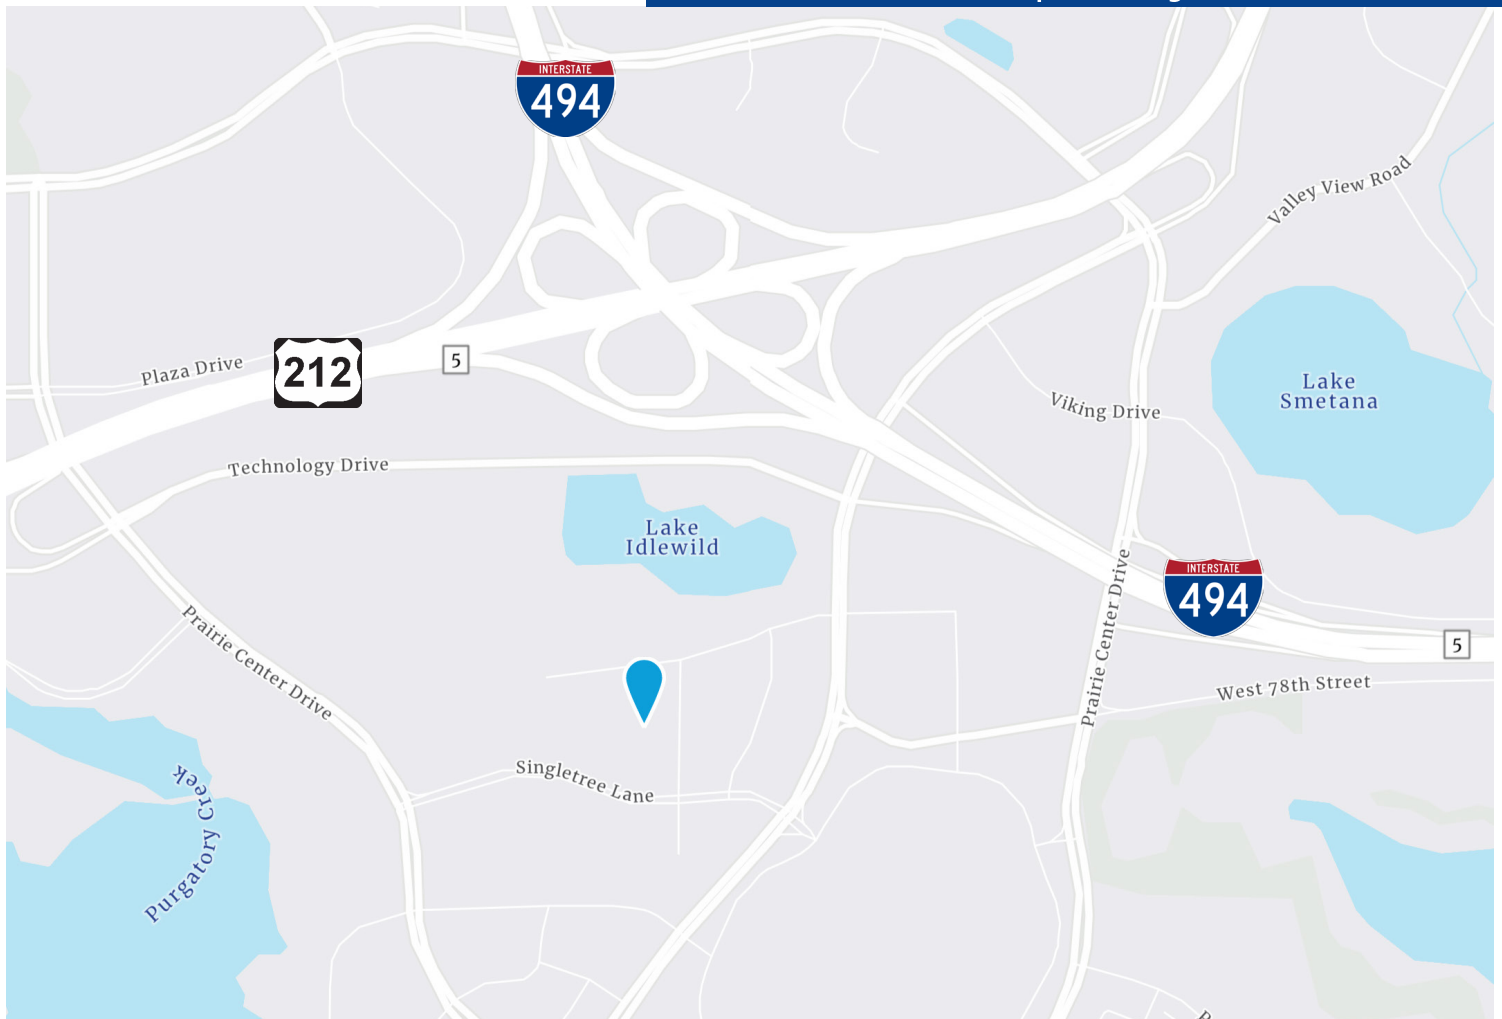 INTERSTATE
494
Valley View Road
Plaza Drive
212
5
Lake
Smetana
Viking Drive
Technology Drive
Lake
Idlewild
Prairie Center Drive
INTERSTATE
494
Prairie Center Drive
5
West 78th Street
Singletree Lane
Purgatory Creek